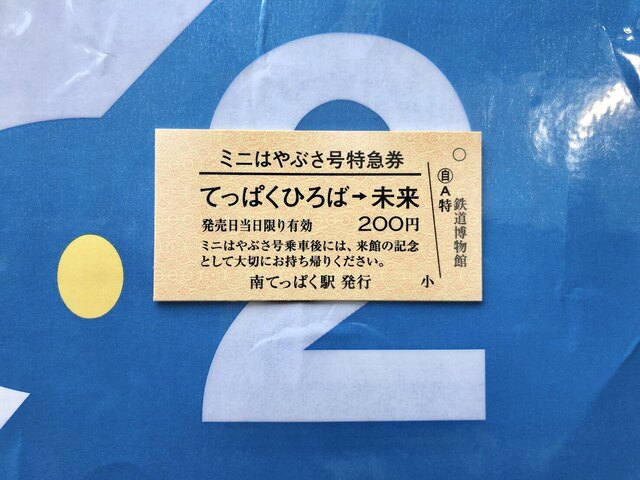 ミニはやぶさ号特急券
てっぱくひろば→未来
発売日当日限り有効 200円
ミニはやぶさ号乗車後には、来館の記念
として大切にお持ち帰りください。
南てっぱく駅 発行 小
㊐A特
鉄道博物館
2